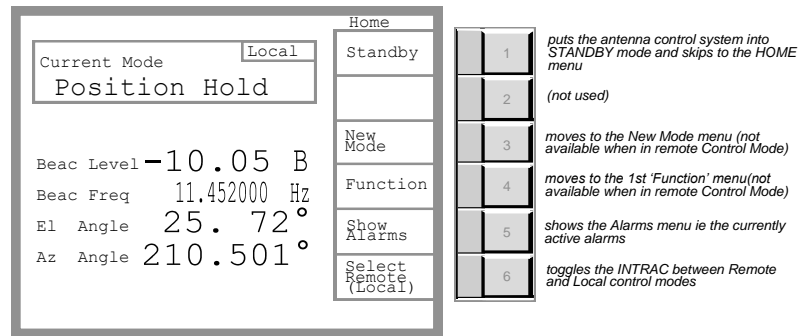 Home
Current Mode
Local
Position Hold
Beac Level -10.05 B
Beac Freq 11.452000 Hz
El Angle 25. 72°
Az Angle 210.501°
Standby
New
Mode
Function
Show
Alarms
Select
Remote
(Local)
1
puts the antenna control system into
STANDBY mode and skips to the HOME
menu
2
(not used)
3
moves to the New Mode menu (not
available when in remote Control Mode)
4
moves to the 1st ‘Function’ menu(not
available when in remote Control Mode)
5
shows the Alarms menu ie the currently
active alarms
6
toggles the INTRAC between Remote
and Local control modes